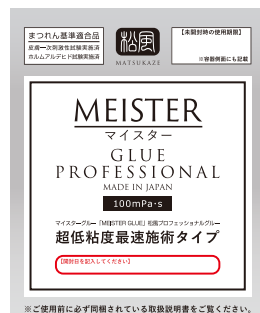 まつれん基準適合品
皮膚一次刺激性試験実施済
ホルムアルデヒド試験実施済
松風
MATSUKAZE
【未開封時の使用期限】
※容器側面にも記載
MEISTER
マイスター
GLUE
PROFESSIONAL
MADE IN JAPAN
100mPa·s
マイスターグルー「MEISTER GLUE」松風プロフェッショナルグルー
超低粘度最速施術タイプ
【開封日を記入してください】
※ご使用前に必ず同梱されている取扱説明書をご覧ください。